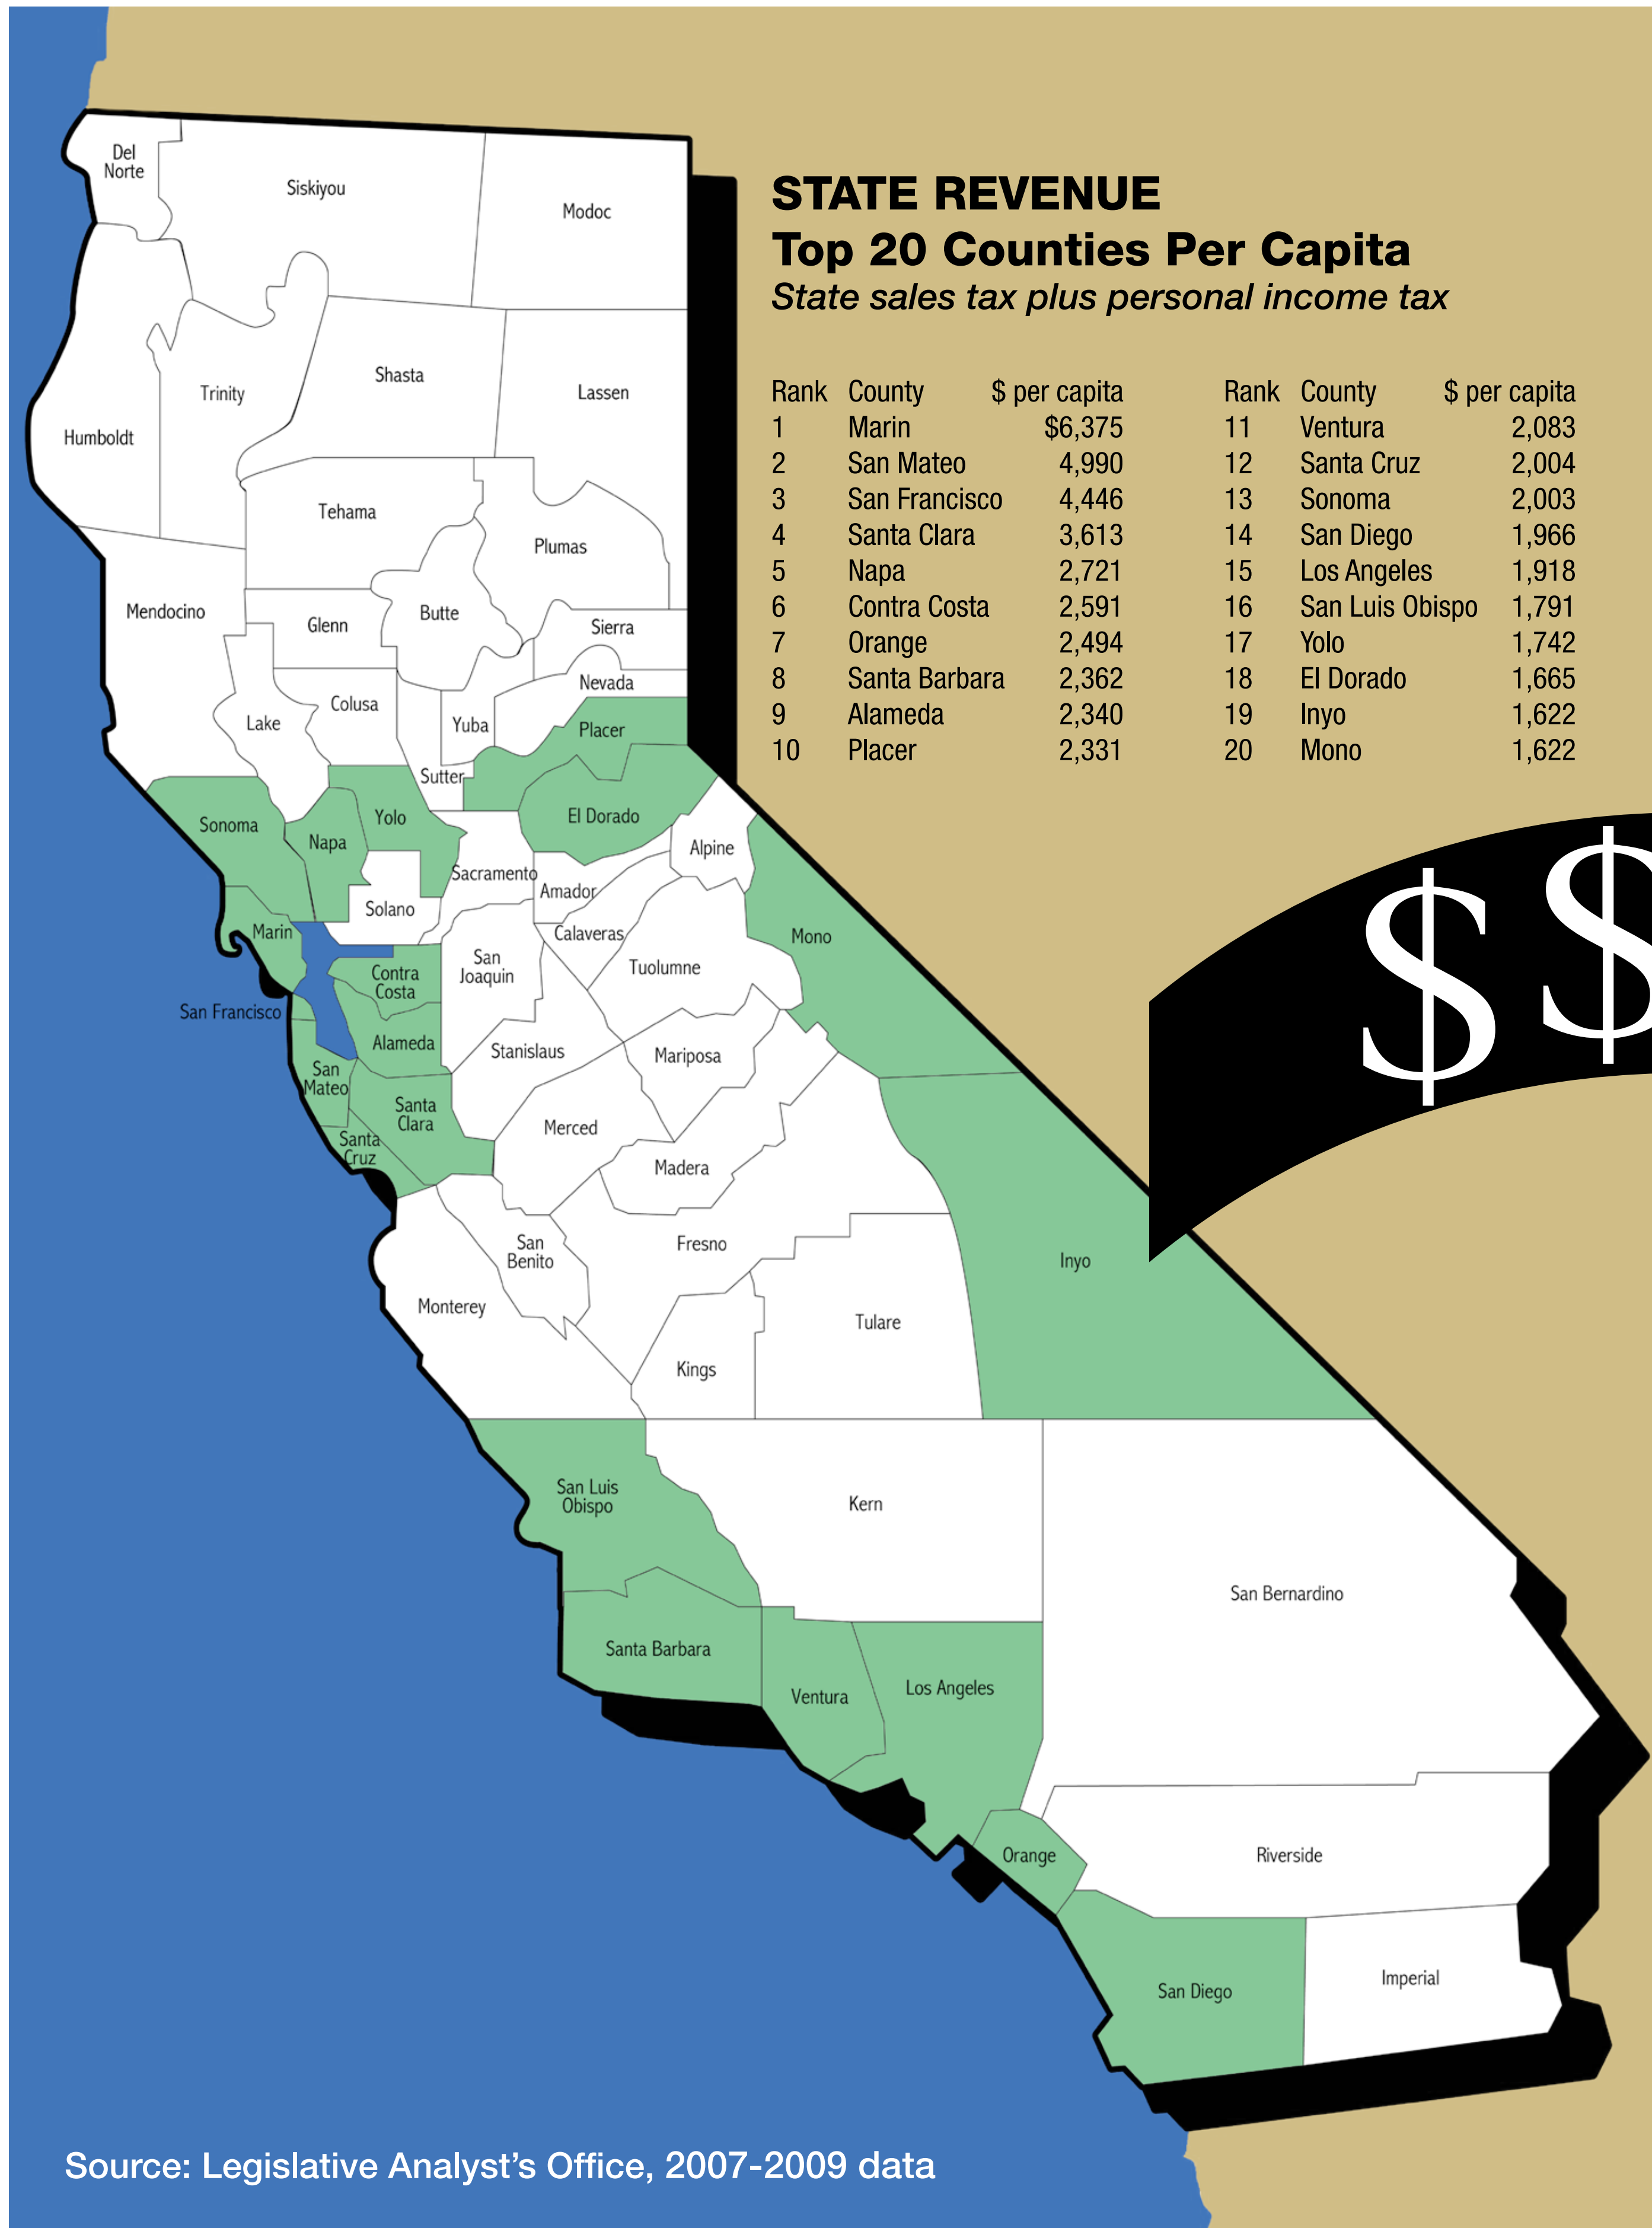 STATE REVENUE
Top 20 Counties Per Capita
State sales tax plus personal income tax
Rank County $ per capita
1 Marin $6,375
2 San Mateo 4,990
3 San Francisco 4,446
4 Santa Clara 3,613
5 Napa 2,721
6 Contra Costa 2,591
7 Orange 2,494
8 Santa Barbara 2,362
9 Alameda 2,340
10 Placer 2,331
Rank County $ per capita
11 Ventura 2,083
12 Santa Cruz 2,004
13 Sonoma 2,003
14 San Diego 1,966
15 Los Angeles 1,918
16 San Luis Obispo 1,791
17 Yolo 1,742
18 El Dorado 1,665
19 Inyo 1,622
20 Mono 1,622
Del
Norte
Siskiyou
Modoc
Humboldt
Trinity
Shasta
Lassen
Tehama
Plumas
Mendocino
Glenn
Butte
Sierra
Nevada
Lake
Colusa
Yuba
Placer
Sutter
Sonoma
Napa
Yolo
El Dorado
Alpine
Sacramento
Amador
Solano
Marin
Calaveras
Mono
San
Joaquin
Tuolumne
Contra
Costa
San Francisco
Alameda
Stanislaus
Mariposa
San
Mateo
Santa
Clara
Merced
Santa
Cruz
Madera
San
Benito
Fresno
Inyo
Monterey
Tulare
Kings
San Luis
Obispo
Kern
San Bernardino
Santa Barbara
Ventura
Los Angeles
Orange
Riverside
San Diego
Imperial
$ $
Source: Legislative Analyst's Office, 2007-2009 data